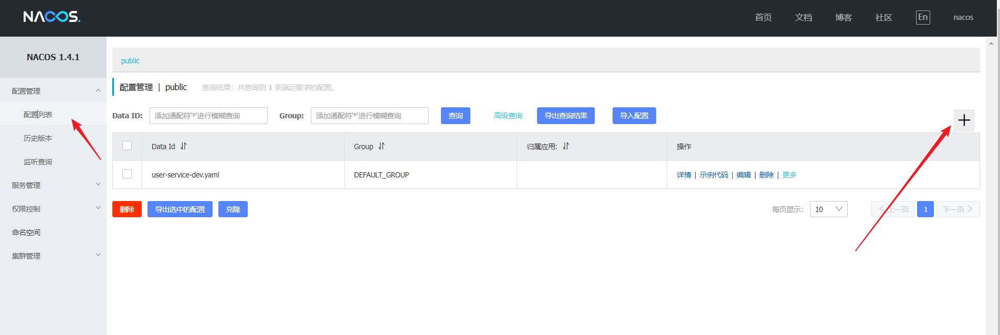 NACOS.
首页 文档 博客 社区 En nacos
NACOS 1.4.1
配置管理
配置列表
历史版本
监听查询
服务管理
权限控制
命名空间
集群管理
public
配置管理 | public 查询结果：共查询到 1 条满足要求的配置。
Data ID: 添加通配符'*'进行模糊查询 Group: 添加通配符'*'进行模糊查询 查询 高级查询 导出查询结果 导入配置
Data Id Group 归属应用: 操作
user-service-dev.yaml DEFAULT_GROUP 详情 | 示例代码 | 编辑 | 删除 | 更多
删除 导出选中的配置 克隆 每页显示: 10 上一页 1 下一页